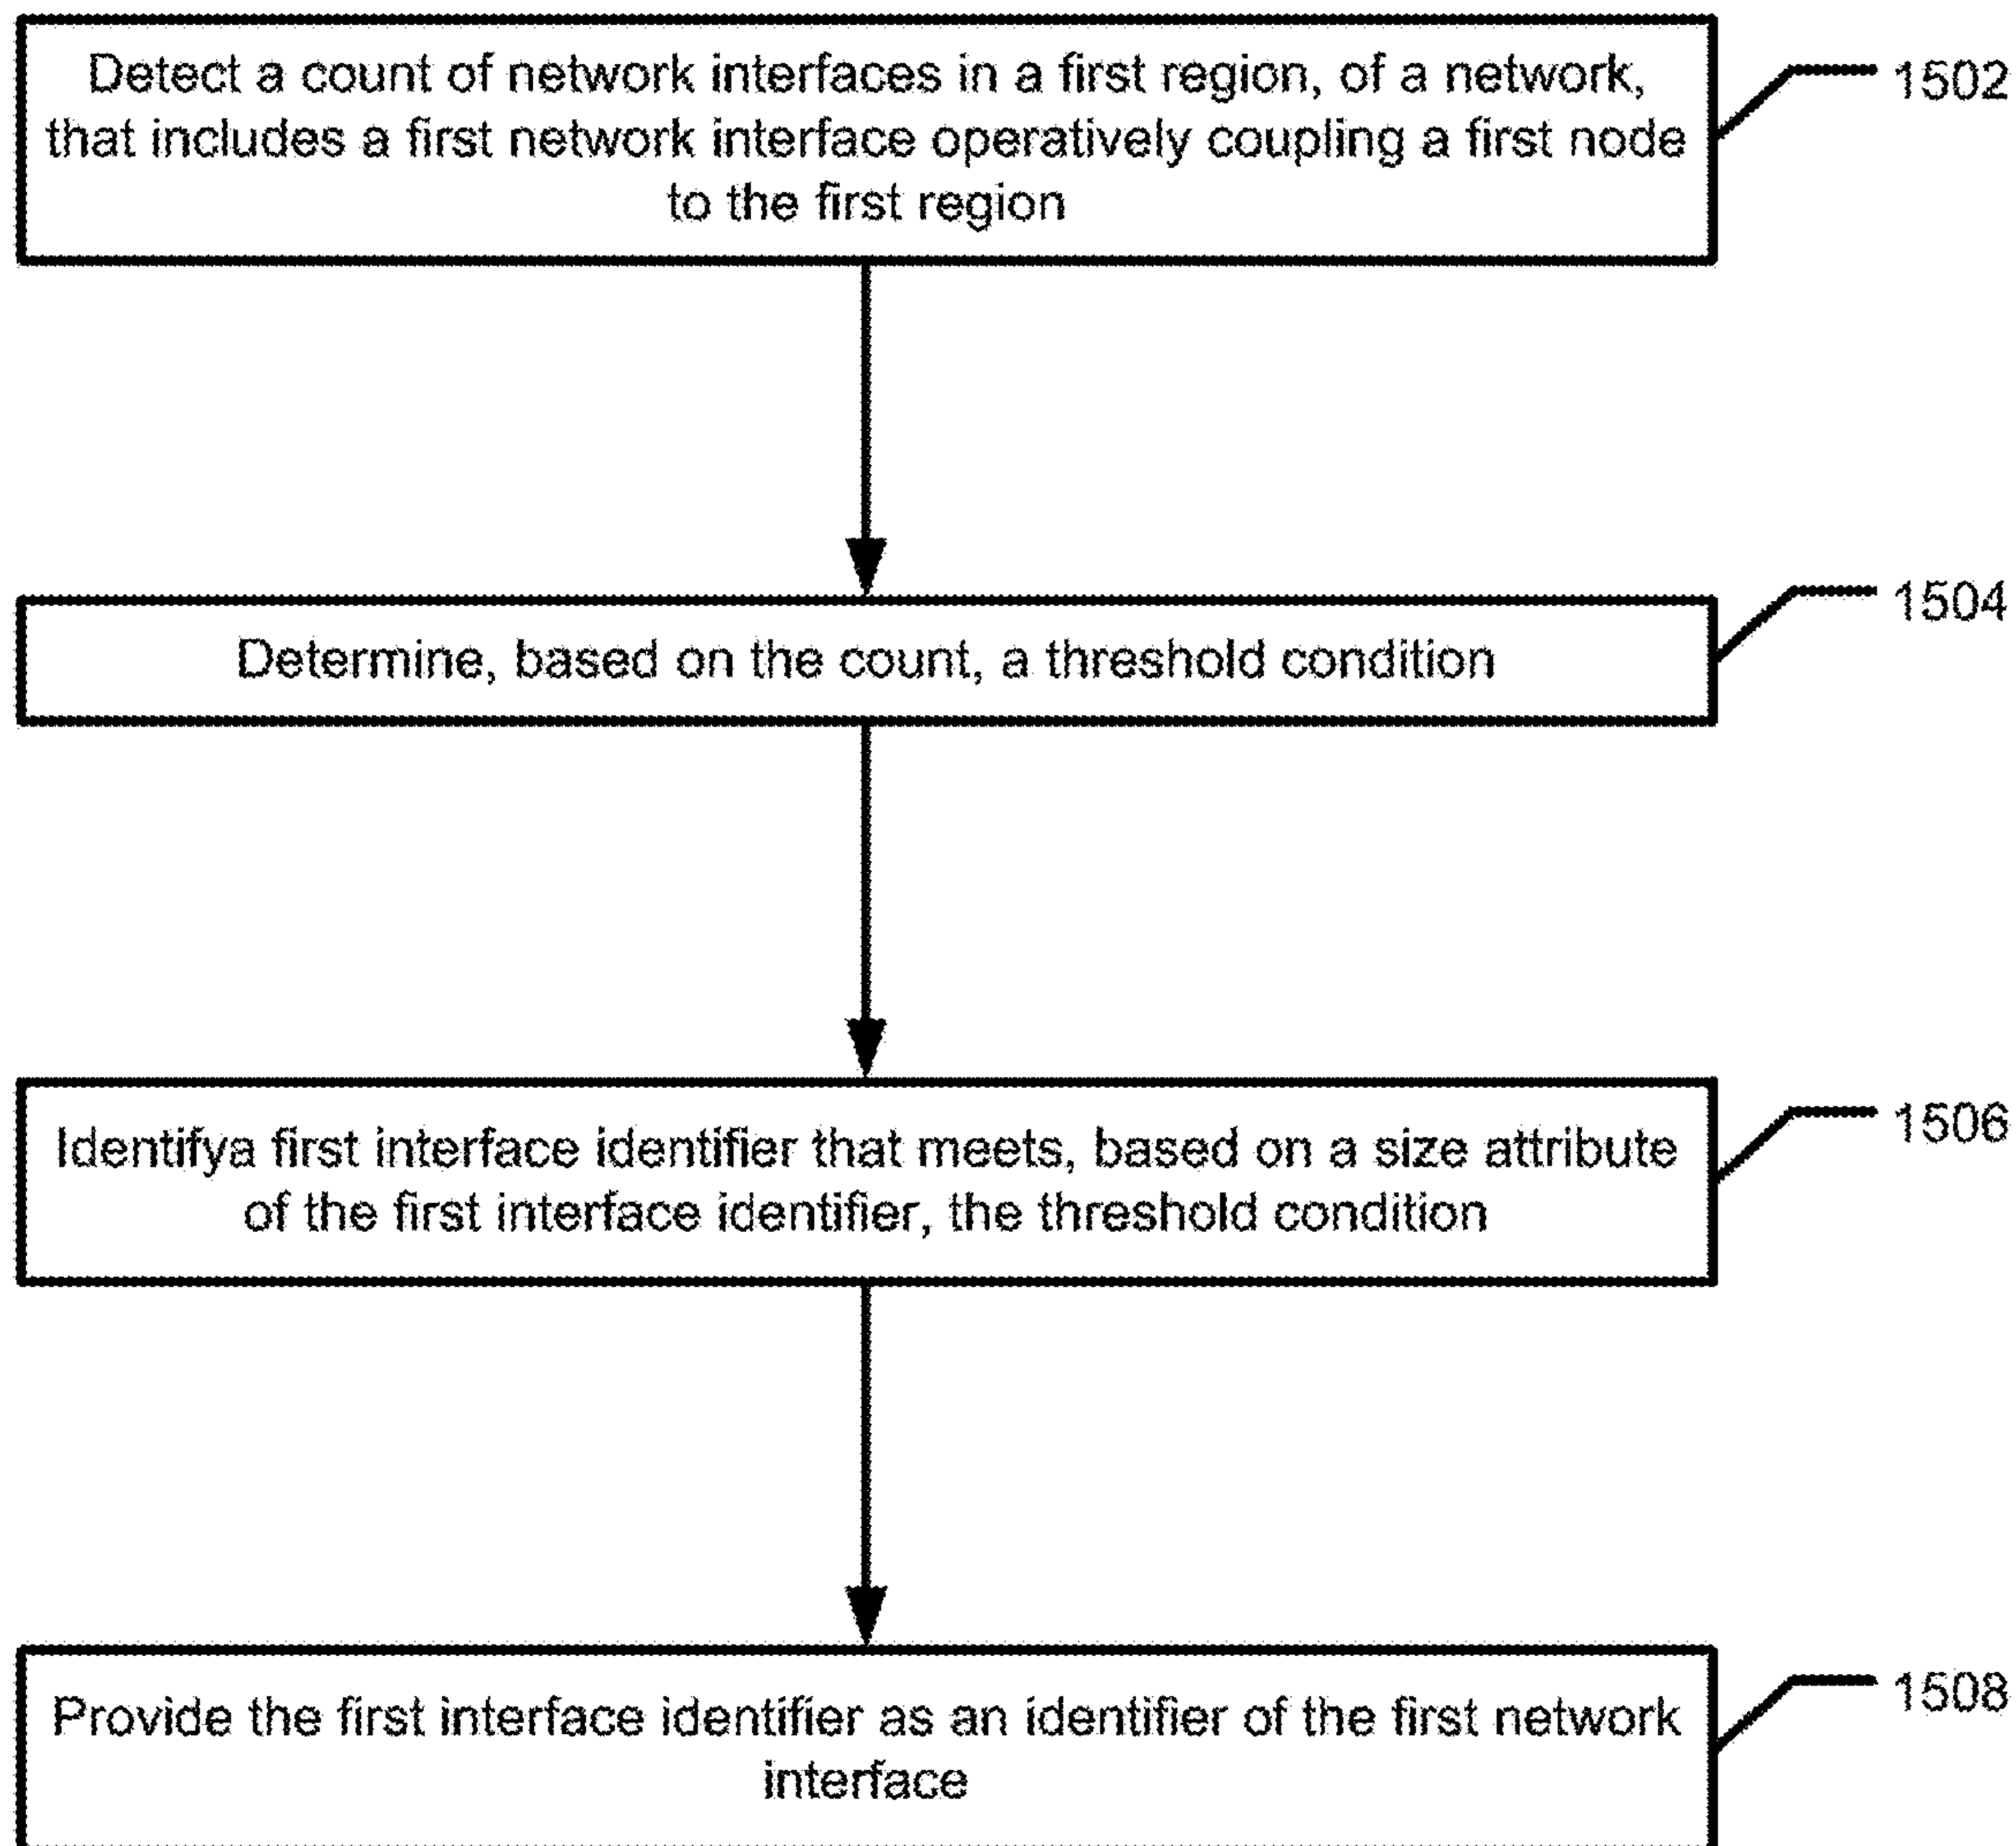 Detect a count of network interfaces in a first region, of a network,
1502
that includes a first network interface operatively coupling a first node
to the first region
1504
Determine, based on the count, a threshold condition
1506
Identifya first interface identifier that meets, based on a size attribute
of the first interface identifier, the threshold condition
1508
Provide the first interface identifier as an identifier of the first network
interface